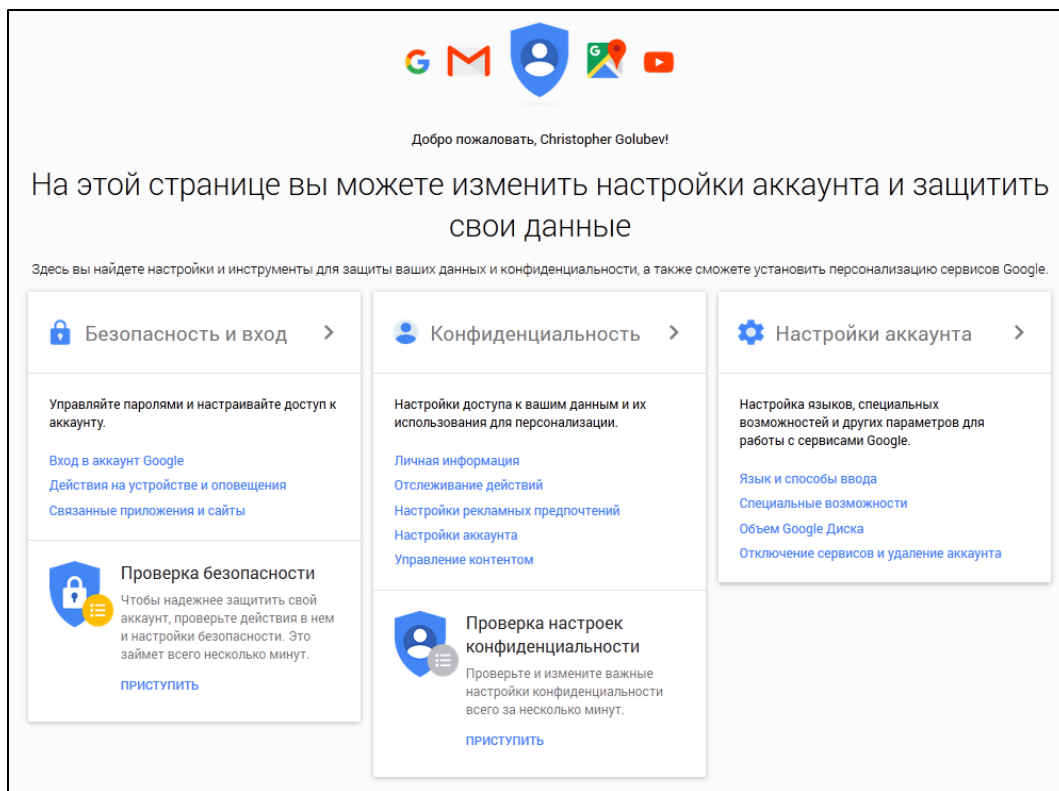 Добро пожаловать, Christopher Golubev!
На этой странице вы можете изменить настройки аккаунта и защитить
свои данные
Здесь вы найдете настройки и инструменты для защиты ваших данных и конфиденциальности, а также сможете установить персонализацию сервисов Google.
Безопасность и вход
Управляйте паролями и настраивайте доступ к
аккаунту.
Вход в аккаунт Google
Действия на устройстве и оповещения
Связанные приложения и сайты
Проверка безопасности
Чтобы надежнее защитить свой
аккаунт, проверьте действия в нем
и настройки безопасности. Это
займет всего несколько минут.
ПРИСТУПИТЬ
Конфиденциальность
Настройки доступа к вашим данным и их
использования для персонализации.
Личная информация
Отслеживание действий
Настройки рекламных предпочтений
Настройки аккаунта
Управление контентом
Проверка настроек
конфиденциальности
Проверьте и измените важные
настройки конфиденциальности
всего за несколько минут.
ПРИСТУПИТЬ
Настройки аккаунта
Настройка языков, специальных
возможностей и других параметров для
работы с сервисами Google.
Язык и способы ввода
Специальные возможности
Объем Google Диска
Отключение сервисов и удаление аккаунта